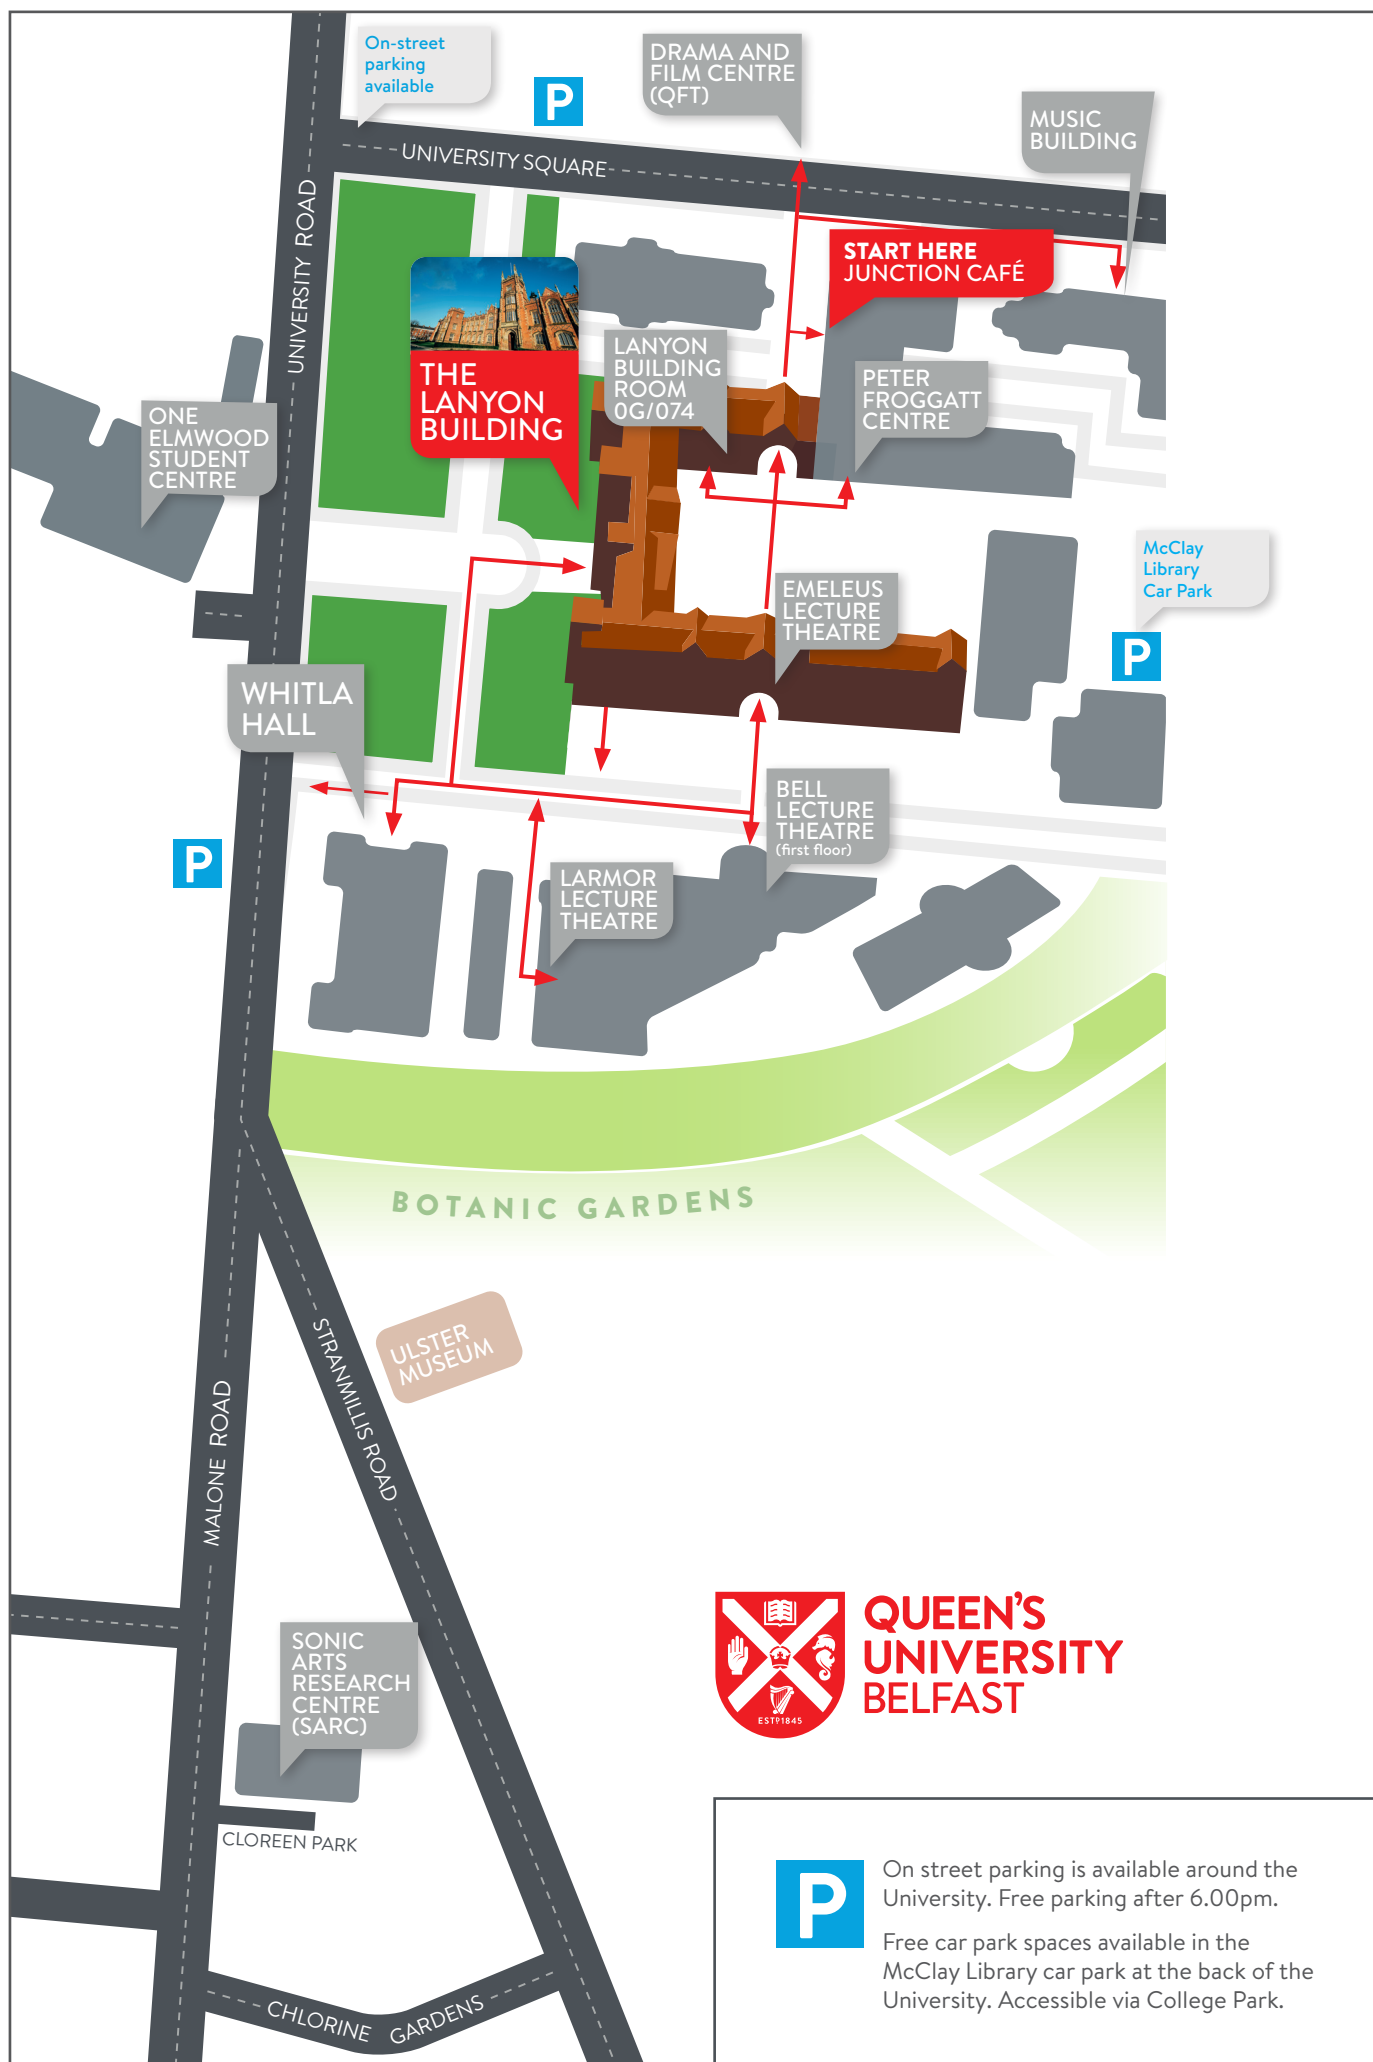 On-street
parking
available
P
DRAMA AND
FILM CENTRE
(QFT)
MUSIC
BUILDING
UNIVERSITY SQUARE
UNIVERSITY ROAD
START HERE
JUNCTION CAFÉ
THE
LANYON
BUILDING
LANYON
BUILDING
ROOM
0G/074
PETER
FROGGATT
CENTRE
ONE
ELMWOOD
STUDENT
CENTRE
McClay
Library
Car Park
P
EMELEUS
LECTURE
THEATRE
WHITLA
HALL
P
BELL
LECTURE
THEATRE
(first floor)
LARMOR
LECTURE
THEATRE
BOTANIC GARDENS
ULSTER
MUSEUM
STRANMILLIS ROAD
MALONE ROAD
SONIC
ARTS
RESEARCH
CENTRE
(SARC)
CLOREEN PARK
CHLORINE GARDENS
ESTD1845
QUEEN'S
UNIVERSITY
BELFAST
P
On street parking is available around the
University. Free parking after 6.00pm.
Free car park spaces available in the
McClay Library car park at the back of the
University. Accessible via College Park.